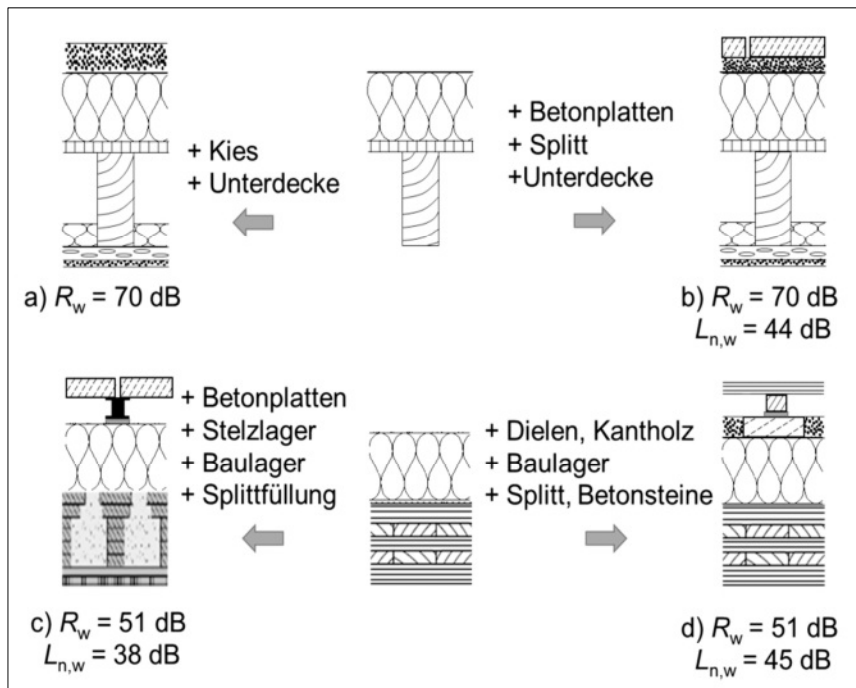 + Kies
+ Unterdecke
+ Betonplatten
+ Splitt
+Unterdecke
a) Rw = 70 dB
b) Rw = 70 dB
Ln,w = 44 dB
+ Betonplatten
+ Stelzlager
+ Baulager
+ Splittfüllung
+ Dielen, Kantholz
+ Baulager
+ Splitt, Betonsteine
c) Rw = 51 dB
Ln,w = 38 dB
d) Rw = 51 dB
Ln,w = 45 dB